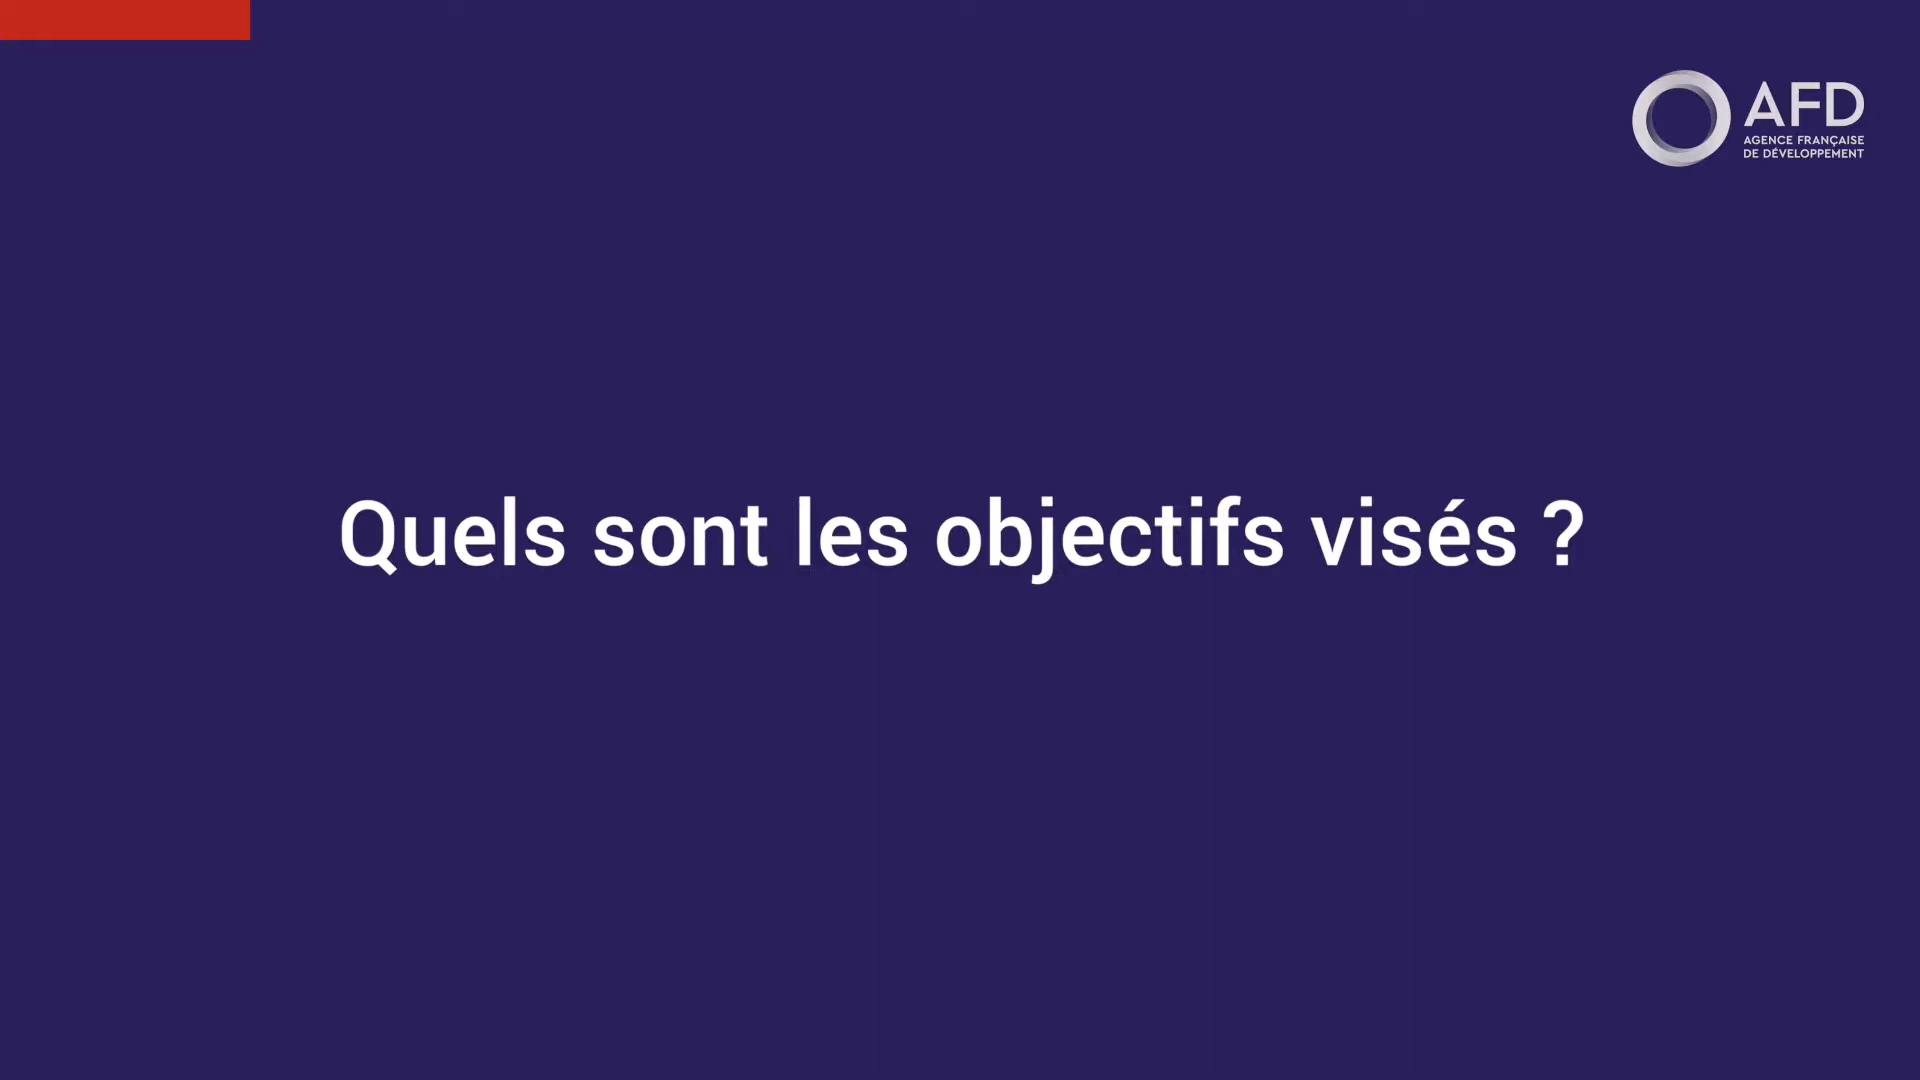 AFD
AGENCE FRANÇAISE
DE DÉVELOPPEMENT
Quels sont les objectifs visés ?